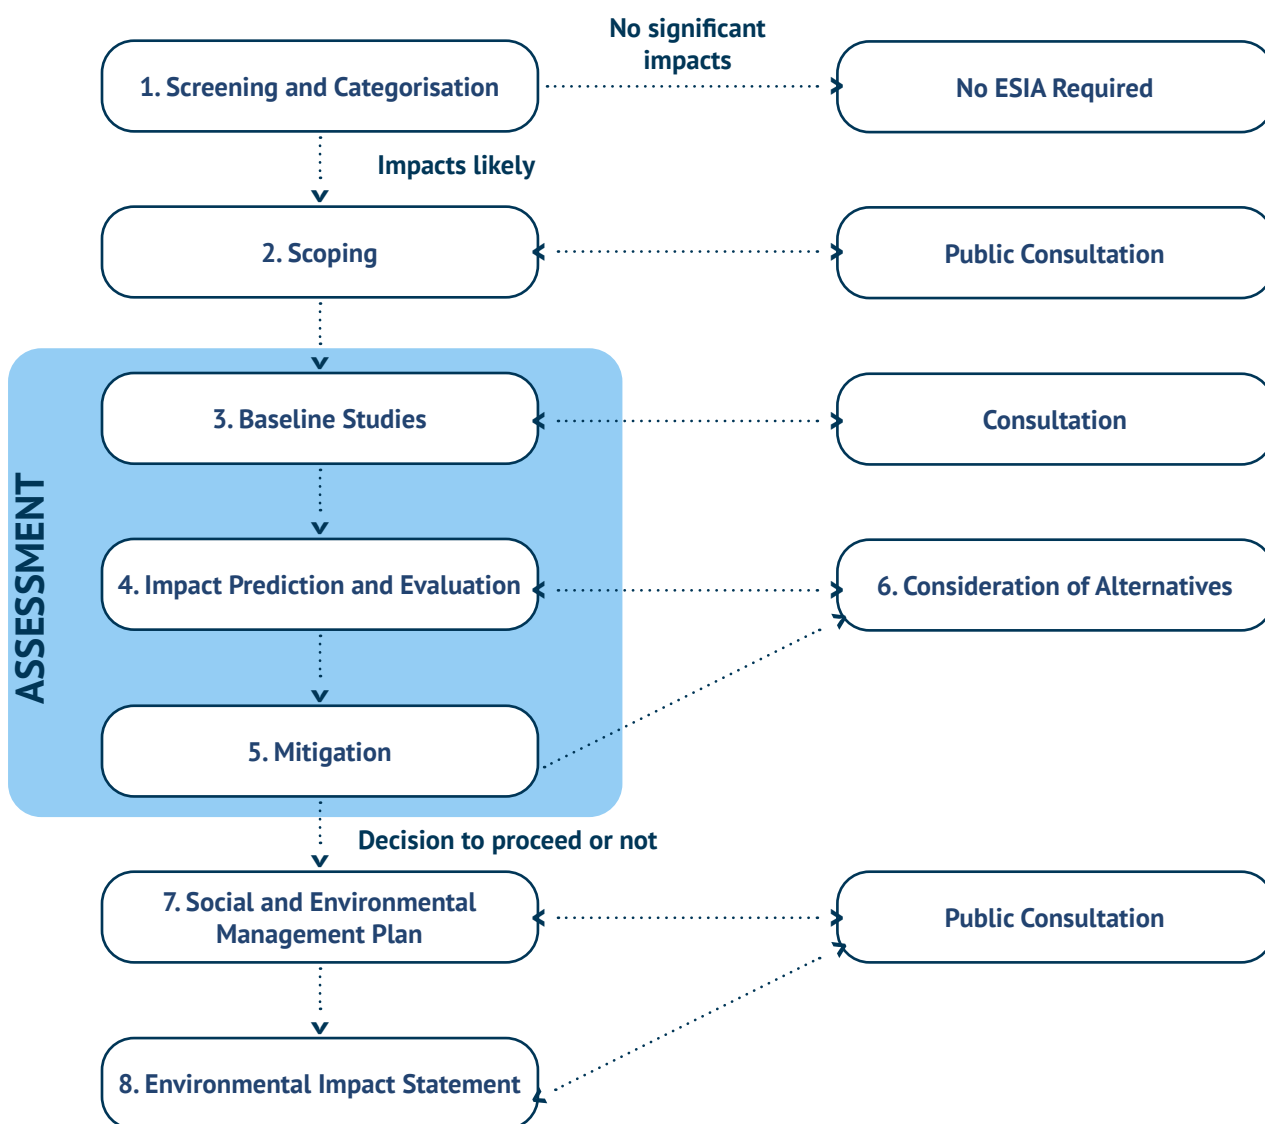 No significant
impacts
1. Screening and Categorisation
No ESIA Required
Impacts likely
2. Scoping
Public Consultation
ASSESSMENT
3. Baseline Studies
Consultation
4. Impact Prediction and Evaluation
6. Consideration of Alternatives
5. Mitigation
Decision to proceed or not
7. Social and Environmental
Management Plan
Public Consultation
8. Environmental Impact Statement